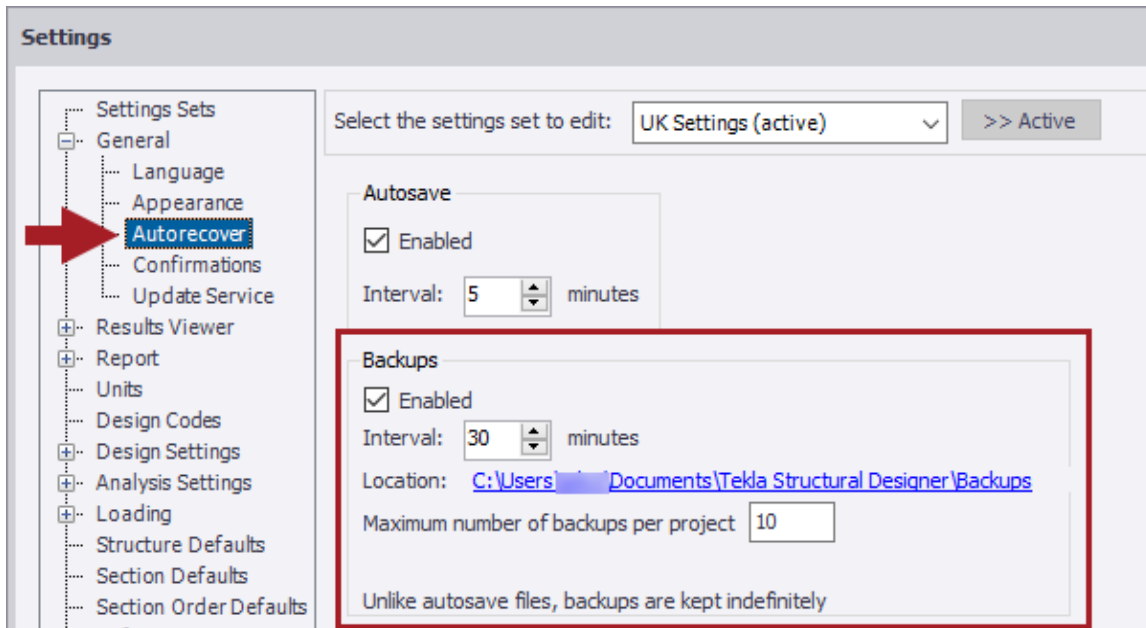 Settings
Settings Sets
General
Language
Appearance
Autorecover
Confirmations
Update Service
Results Viewer
Report
Units
Design Codes
Design Settings
Analysis Settings
Loading
Structure Defaults
Section Defaults
Section Order Defaults
Select the settings set to edit: UK Settings (active) >> Active
Autosave
Enabled
Interval: 5 minutes
Backups
Enabled
Interval: 30 minutes
Location: C:\Users\ \Documents\Tekla Structural Designer\Backups
Maximum number of backups per project 10
Unlike autosave files, backups are kept indefinitely